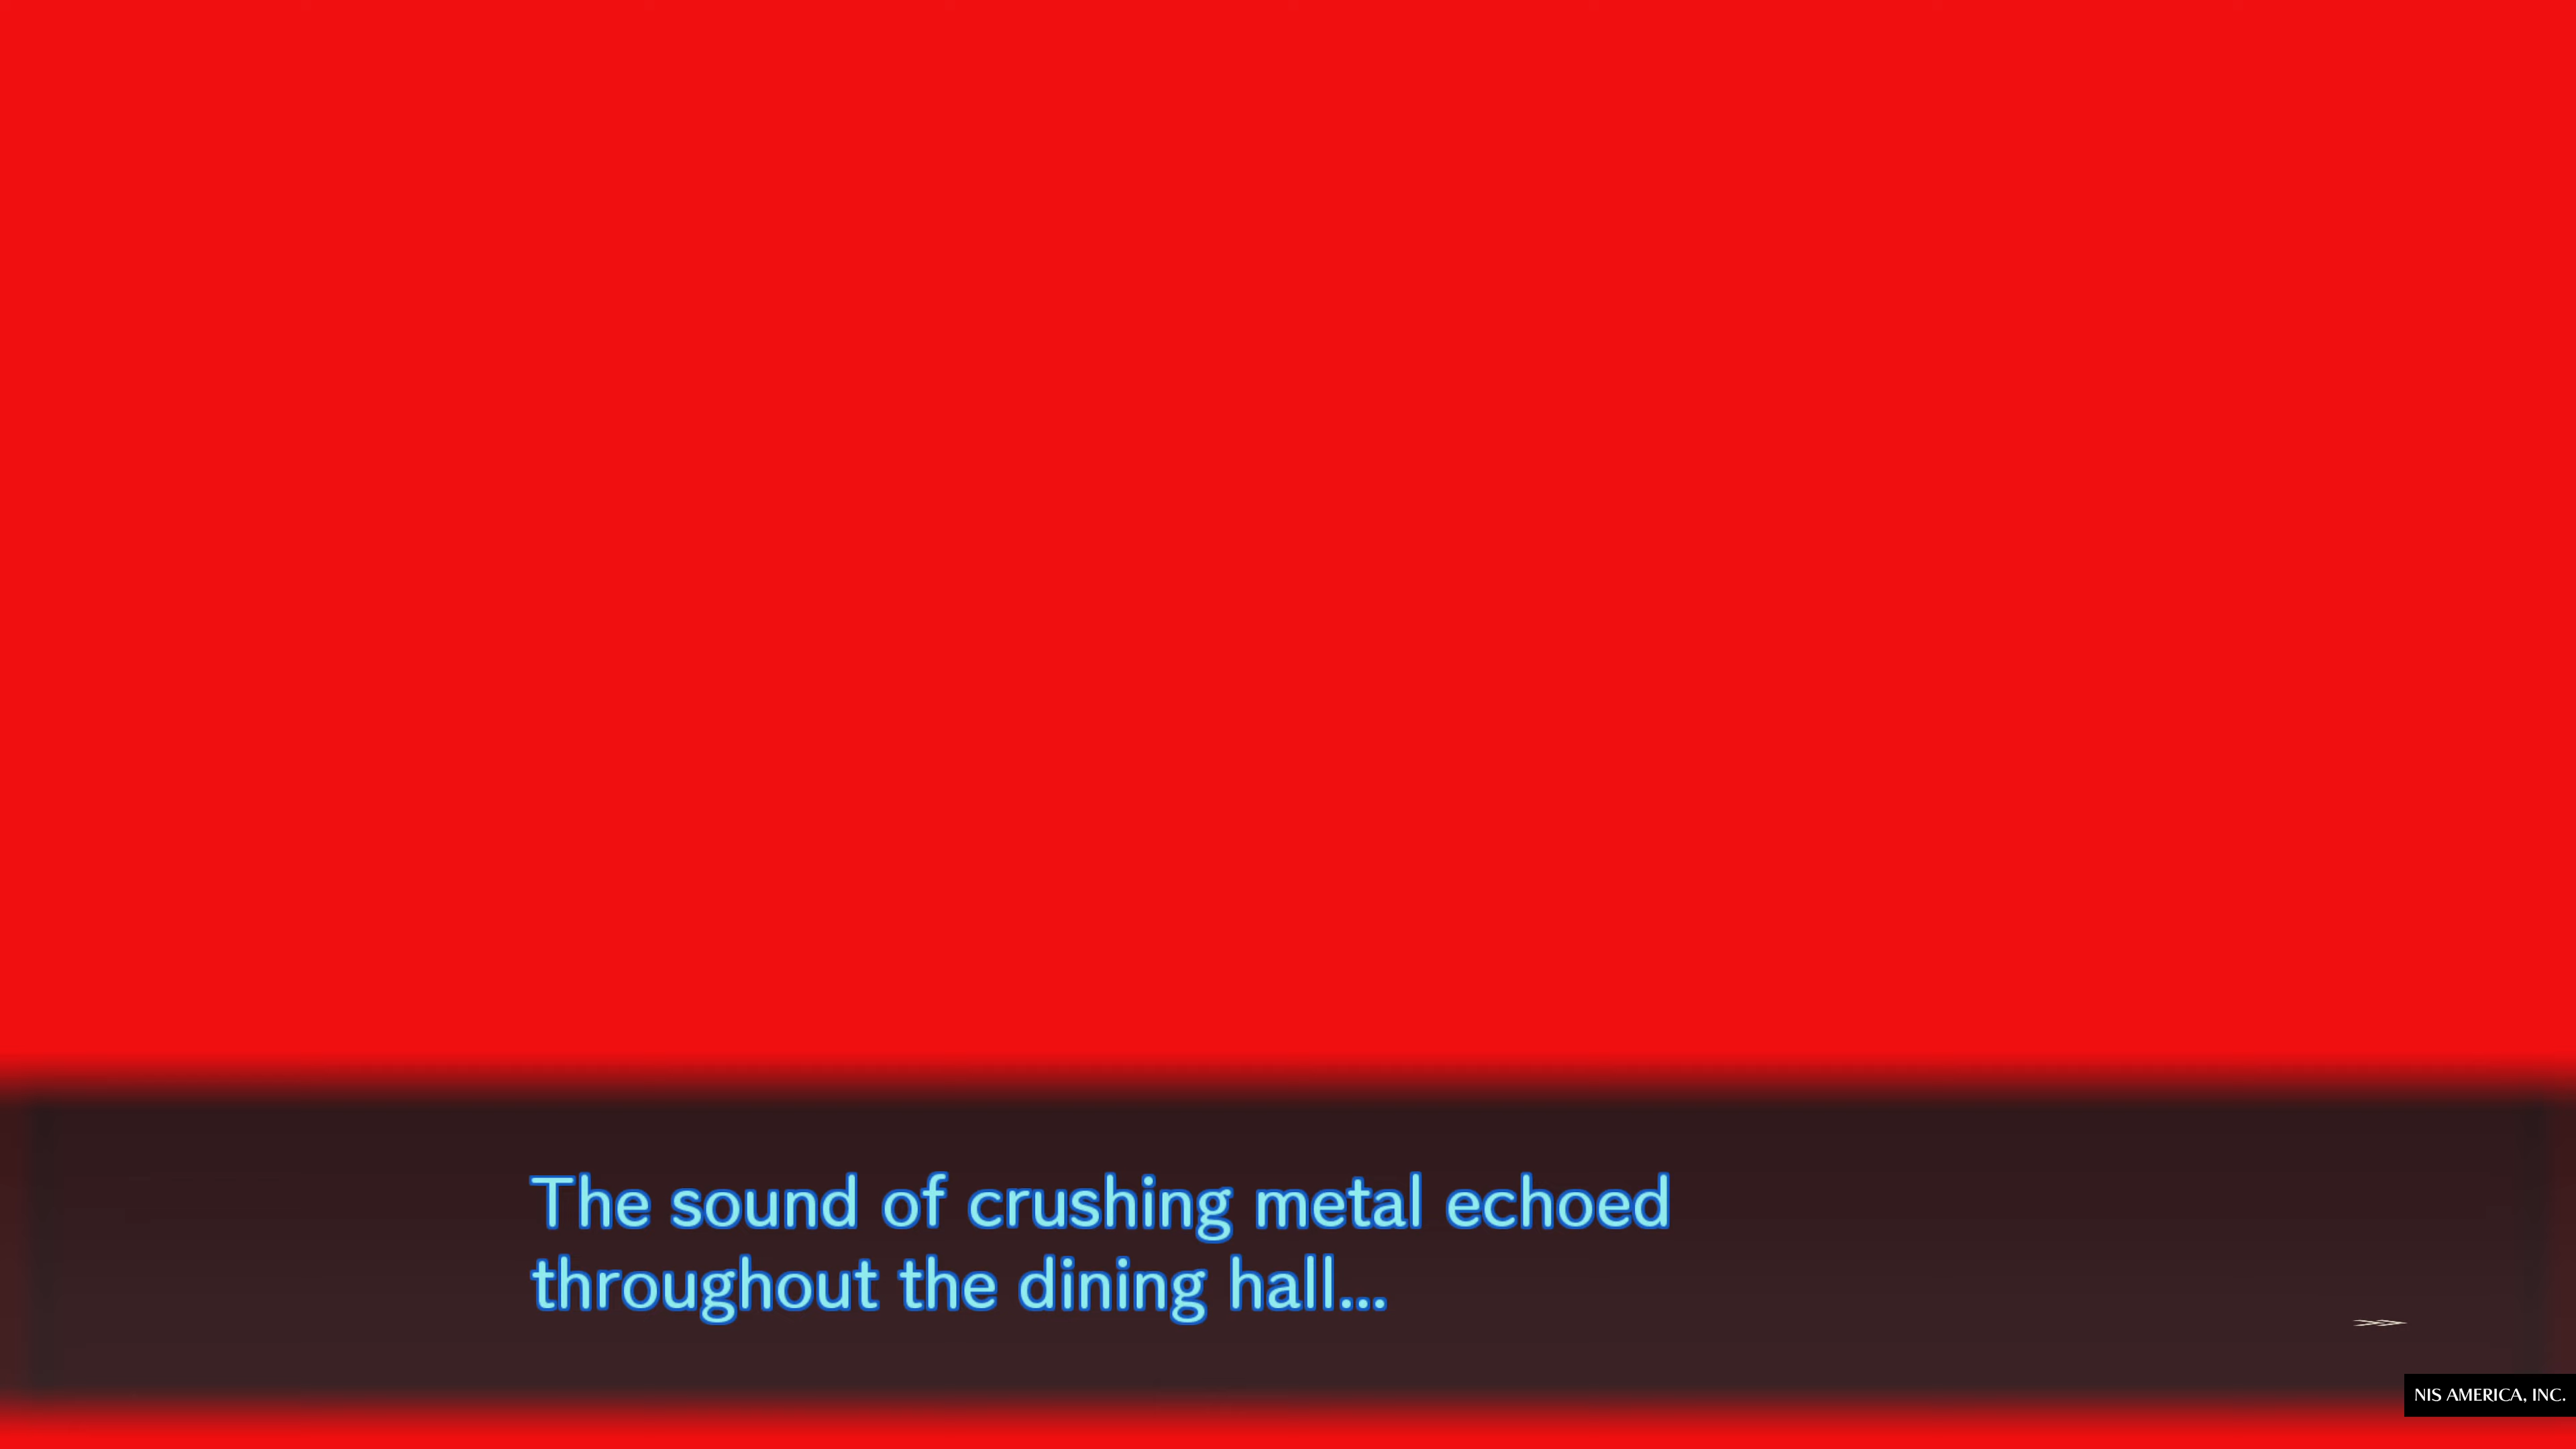 The sound of crushing metal echoed
throughout the dining hall...
NIS AMERICA, INC.